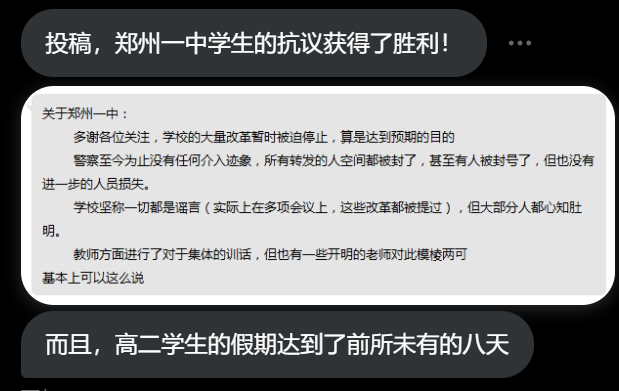 投稿，郑州一中学生的抗议获得了胜利！
关于郑州一中：
多谢各位关注，学校的大量改革暂时被迫停止，算是达到预期的目的
警察至今为止没有任何介入迹象，所有转发的人空间都被封了，甚至有人被封号了，但也没有
进一步的人员损失。
学校坚称一切都是谣言（实际上在多项会议上，这些改革都被提过），但大部分人都心知肚
明。
教师方面进行了对于集体的训话，但也有一些开明的老师对此模棱两可
基本上可以这么说
而且，高二学生的假期达到了前所未有的八天